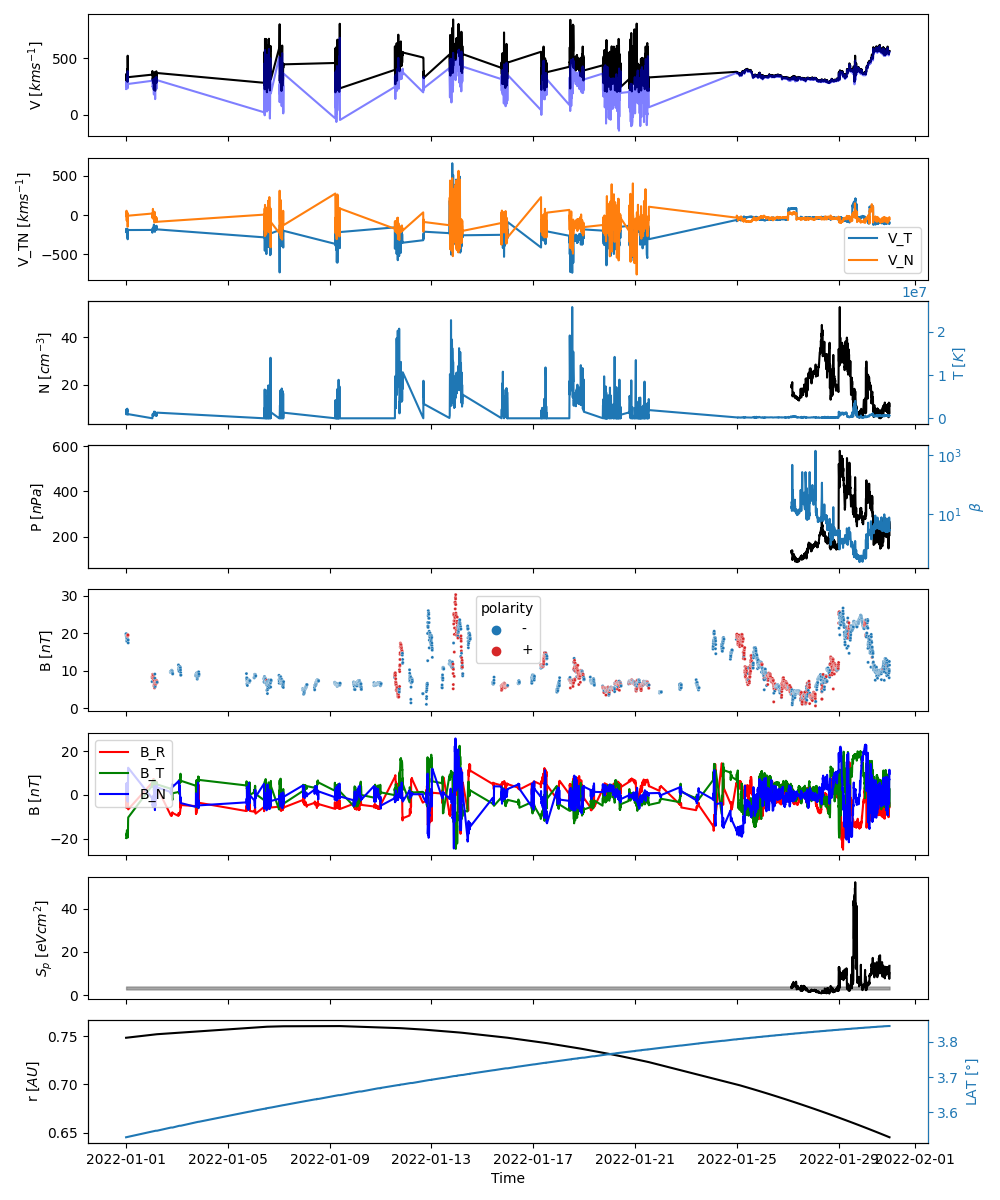 V [kms⁻¹]
500
0
V_TN [kms⁻¹]
500
0
−500
V_T
V_N
1e7
N [cm⁻³]
40
20
T [K]
2
1
0
P [nPa]
600
400
200
β
10³
10¹
B [nT]
30
20
10
0
polarity
-
+
B [nT]
20
0
−20
B_R
B_T
B_N
S_p [eVcm²]
40
20
0
r [AU]
0.75
0.70
0.65
LAT [°]
3.8
3.7
3.6
2022-01-01 2022-01-05 2022-01-09 2022-01-13 2022-01-17 2022-01-21 2022-01-25 2022-01-29 2022-02-01
Time